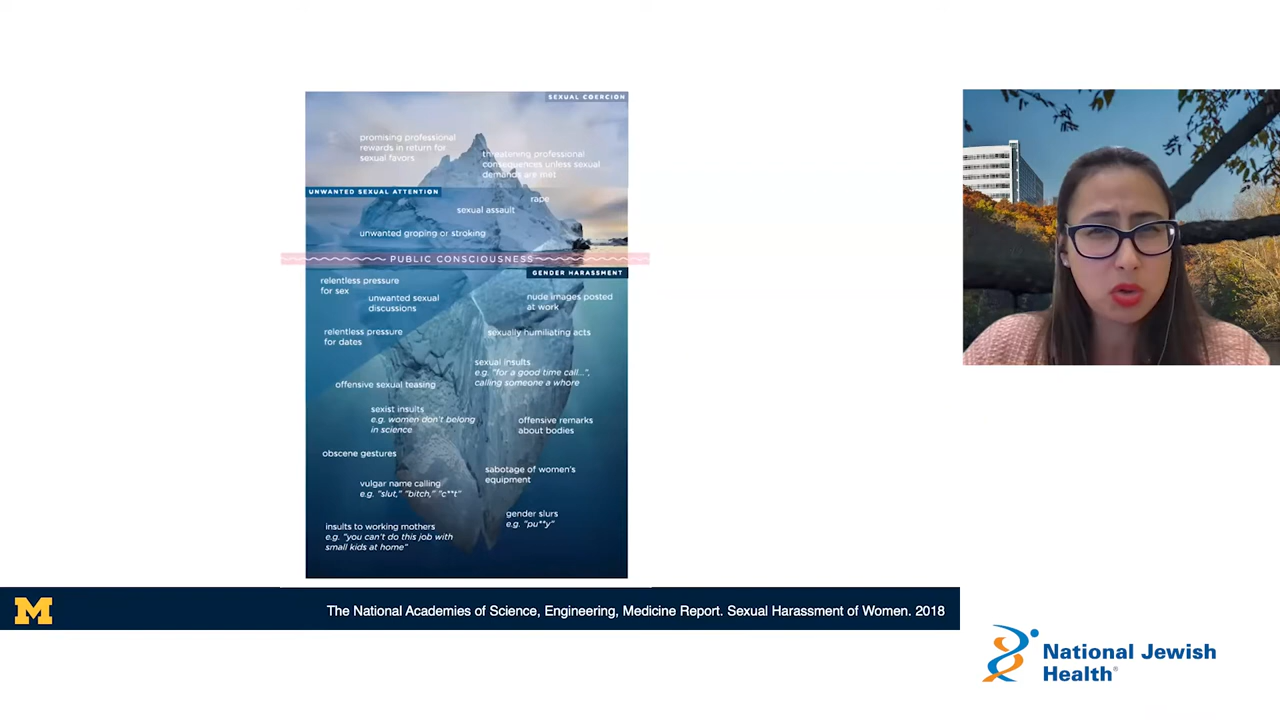 SEXUAL COERCION
promising professional
rewards in return for
sexual favors
threatening professional
consequences unless sexual
demands are met
UNWANTED SEXUAL ATTENTION
rape
sexual assault
unwanted groping or stroking
PUBLIC CONSCIOUSNESS
GENDER HARASSMENT
relentless pressure
for sex
unwanted sexual
discussions
nude images posted
at work
relentless pressure
for dates
sexually humiliating acts
sexual insults
e.g. "for a good time call...",
calling someone a whore
offensive sexual teasing
sexist insults
e.g. women don't belong
in science
offensive remarks
about bodies
obscene gestures
sabotage of women's
equipment
vulgar name calling
e.g. "slut," "bitch," "c**t"
gender slurs
e.g. "pu**y"
insults to working mothers
e.g. "you can't do this job with
small kids at home"
M
The National Academies of Science, Engineering, Medicine Report. Sexual Harassment of Women. 2018
National Jewish
Health®